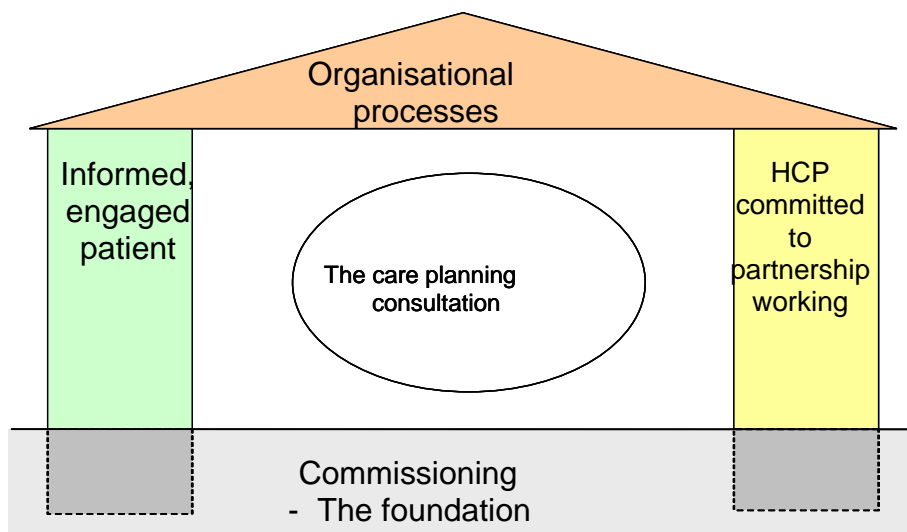 Organisational
processes
Informed,
engaged
patient
The care planning
consultation
HCP
committed
to
partnership
working
Commissioning
- The foundation